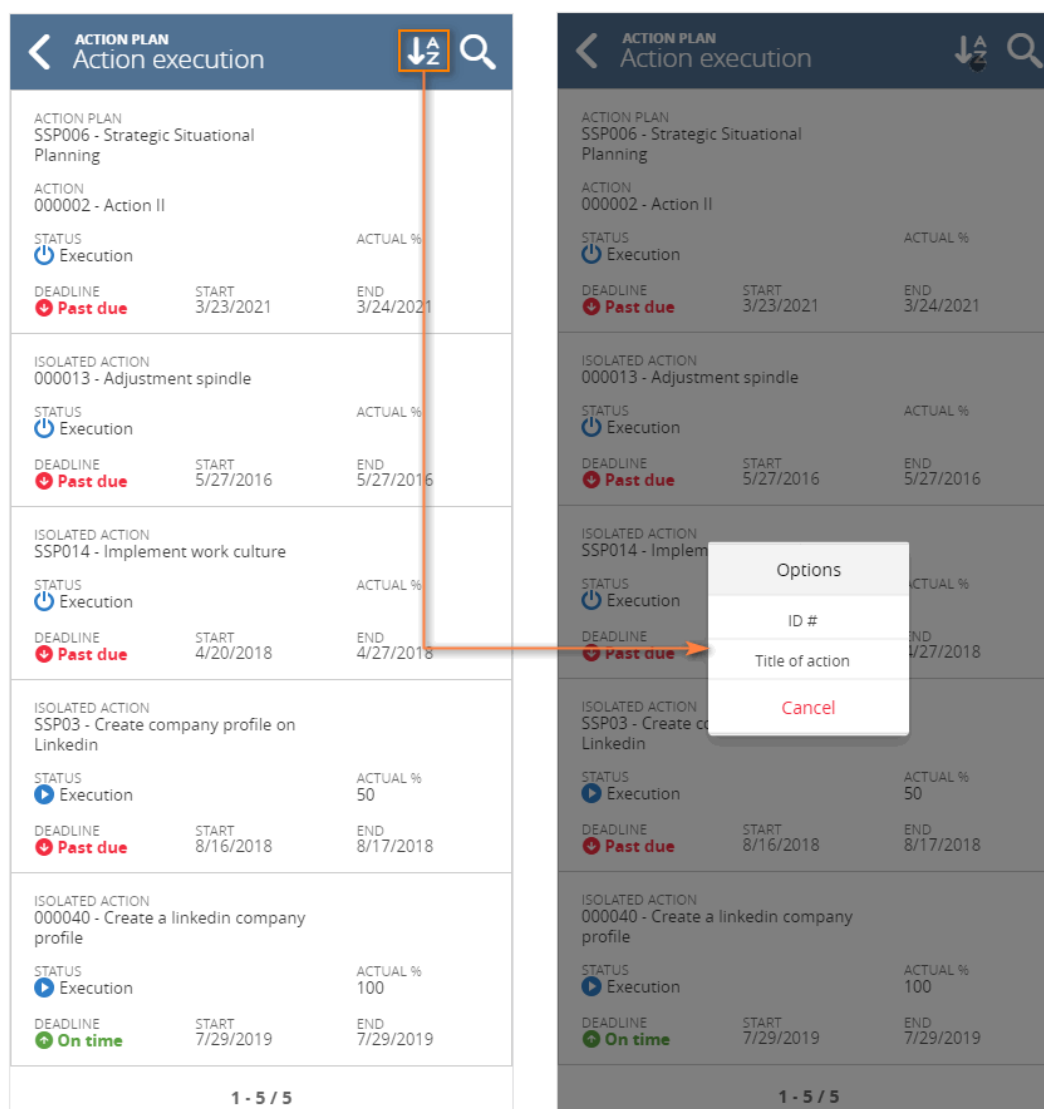 ACTION PLAN
Action execution
ACTION PLAN
SSP006 - Strategic Situational
Planning
ACTION
000002 - Action II
STATUS ACTUAL %
Execution
DEADLINE START END
Past due 3/23/2021 3/24/2021
ISOLATED ACTION
000013 - Adjustment spindle
STATUS ACTUAL %
Execution
DEADLINE START END
Past due 5/27/2016 5/27/2016
ISOLATED ACTION
SSP014 - Implement work culture
STATUS ACTUAL %
Execution
DEADLINE START END
Past due 4/20/2018 4/27/2018
ISOLATED ACTION
SSP03 - Create company profile on
Linkedin
STATUS ACTUAL %
Execution 50
DEADLINE START END
Past due 8/16/2018 8/17/2018
ISOLATED ACTION
000040 - Create a linkedin company
profile
STATUS ACTUAL %
Execution 100
DEADLINE START END
On time 7/29/2019 7/29/2019
1 - 5 / 5
ACTION PLAN
Action execution
ACTION PLAN
SSP006 - Strategic Situational
Planning
ACTION
000002 - Action II
STATUS ACTUAL %
Execution
DEADLINE START END
Past due 3/23/2021 3/24/2021
ISOLATED ACTION
000013 - Adjustment spindle
STATUS ACTUAL %
Execution
DEADLINE START END
Past due 5/27/2016 5/27/2016
ISOLATED ACTION
SSP014 - Implem
STATUS ACTUAL %
Execution
DEADLINE END
Past due 4/27/2018
Options
ID #
Title of action
Cancel
ISOLATED ACTION
SSP03 - Create co
Linkedin
STATUS ACTUAL %
Execution 50
DEADLINE START END
Past due 8/16/2018 8/17/2018
ISOLATED ACTION
000040 - Create a linkedin company
profile
STATUS ACTUAL %
Execution 100
DEADLINE START END
On time 7/29/2019 7/29/2019
1 - 5 / 5